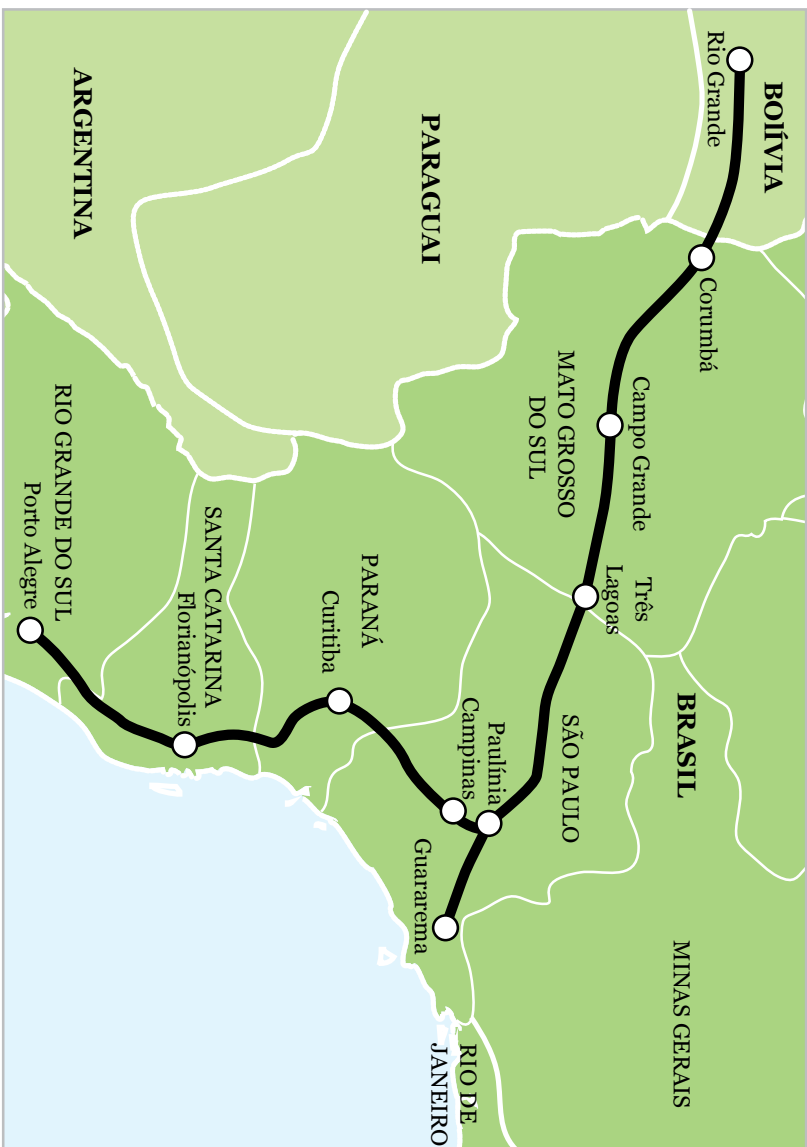 BOlÍVIA
Rio Grande
Corumbá
BRASIL
MINAS GERAIS
Campo Grande
Três
Lagoas
MATO GROSSO
DO SUL
SÃO PAULO
Paulínia
Campinas
RIO DE
JANEIRO
PARAGUAI
Guararema
PARANÁ
Curitiba
SANTA CATARINA
Florianópolis
ARGENTINA
RIO GRANDE DO SUL
Porto Alegre